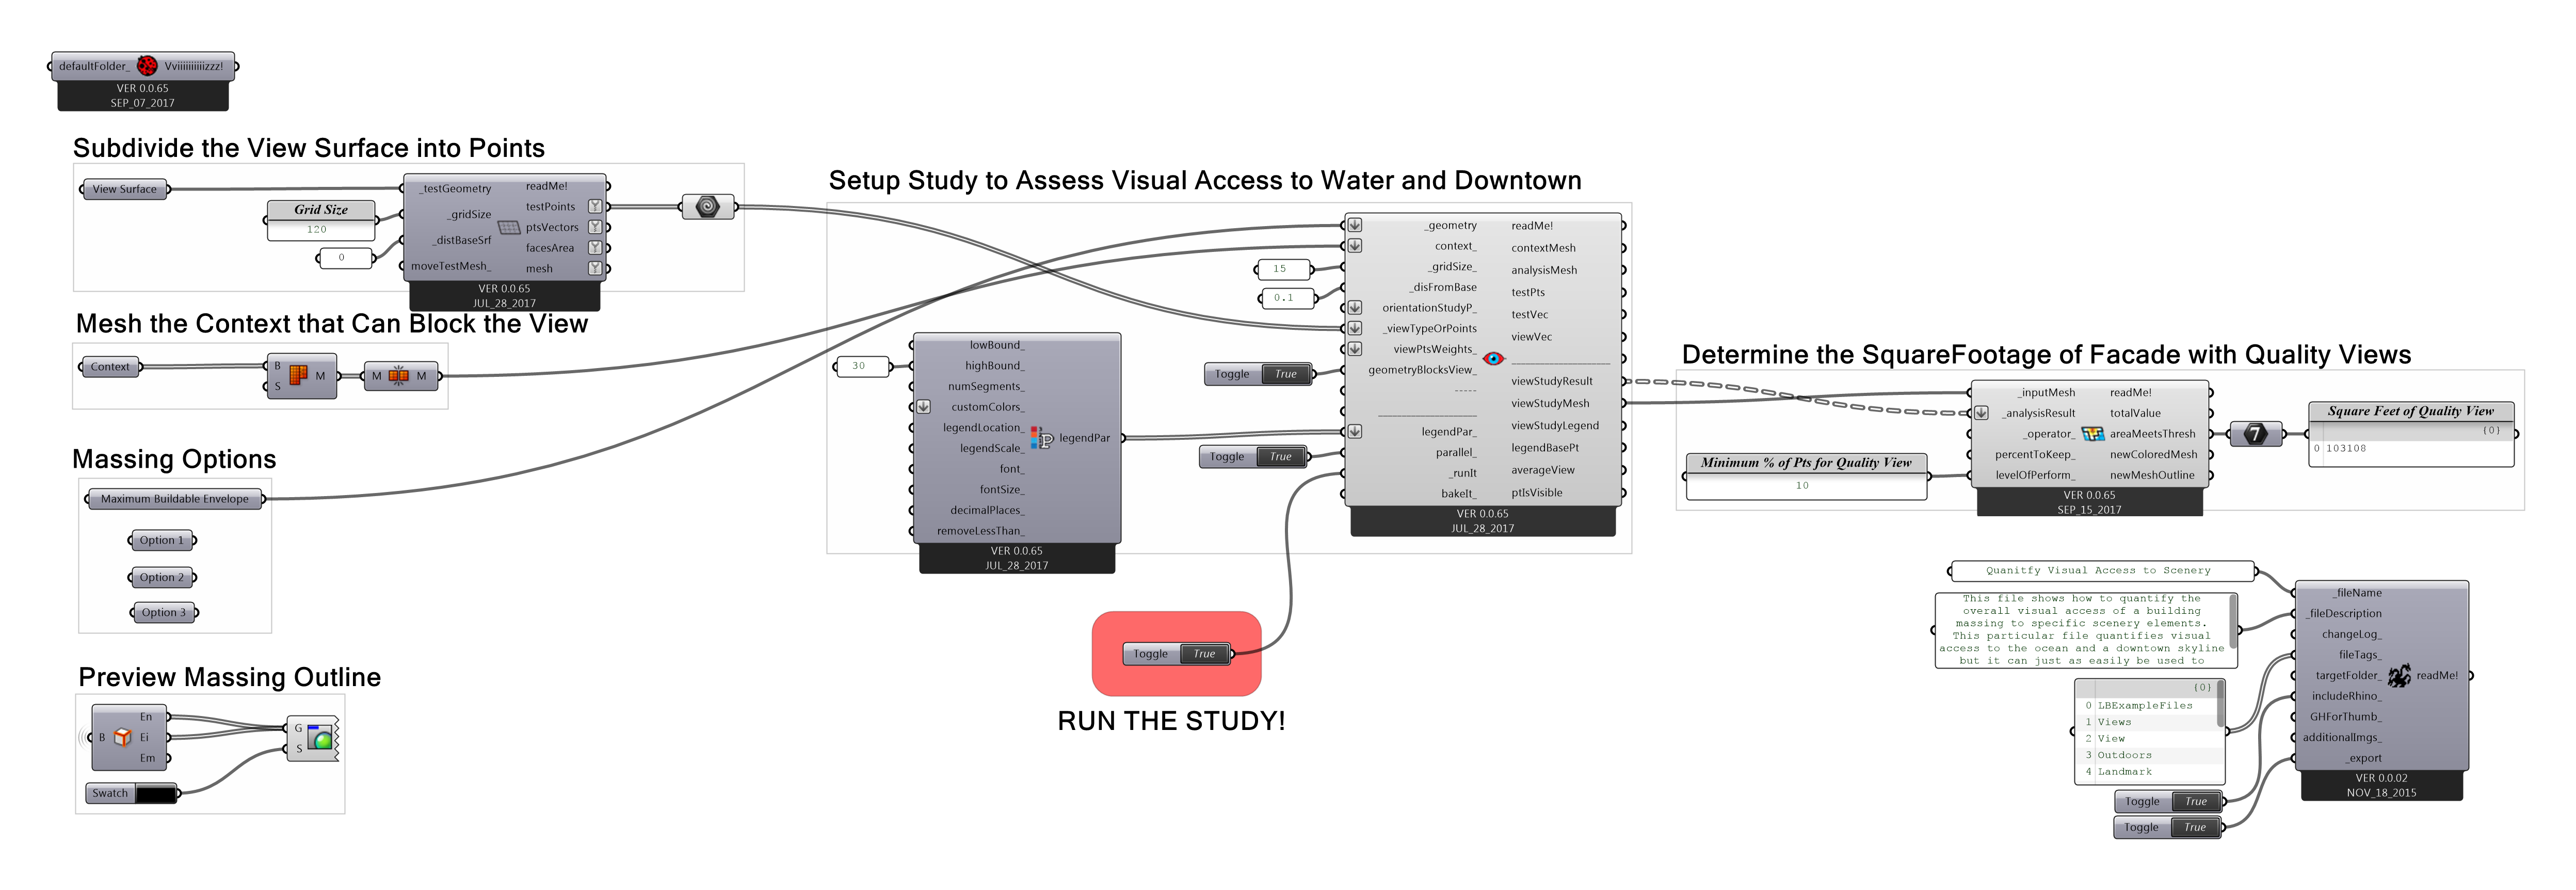 defaultFolder_ Vviiiiiiiiiizzz!
VER 0.0.65
SEP_07_2017
Subdivide the View Surface into Points
View Surface
Grid Size
120
0
_testGeometry
_gridSize
_distBaseSrf
moveTestMesh_
readMe!
testPoints
ptsVectors
facesArea
mesh
VER 0.0.65
JUL_28_2017
Mesh the Context that Can Block the View
Context
B
S
M
M M
Massing Options
Maximum Buildable Envelope
Option 1
Option 2
Option 3
Preview Massing Outline
B
En
Ei
Em
G
S
Swatch
Setup Study to Assess Visual Access to Water and Downtown
30
lowBound_
highBound_
numSegments_
customColors_
legendLocation_
legendScale_
font_
fontSize_
decimalPlaces_
removeLessThan_
legendPar
VER 0.0.65
JUL_28_2017
15
0.1
Toggle True
Toggle True
_geometry
context_
_gridSize_
_disFromBase
orientationStudyP_
_viewTypeOrPoints
viewPtsWeights_
geometryBlocksView_
-----
____________________
legendPar_
parallel_
_runIt
bakeIt_
readMe!
contextMesh
analysisMesh
testPts
testVec
viewVec
____________________
viewStudyResult
viewStudyMesh
viewStudyLegend
legendBasePt
averageView
ptIsVisible
VER 0.0.65
JUL_28_2017
Toggle True
RUN THE STUDY!
Determine the SquareFootage of Facade with Quality Views
Minimum % of Pts for Quality View
10
_inputMesh
_analysisResult
_operator_
percentToKeep_
levelOfPerform_
readMe!
totalValue
areaMeetsThresh
newColoredMesh
newMeshOutline
VER 0.0.65
SEP_15_2017
7
Square Feet of Quality View
{0}
0 103108
Quanitfy Visual Access to Scenery
This file shows how to quantify the
overall visual access of a building
massing to specific scenery elements.
This particular file quantifies visual
access to the ocean and a downtown skyline
but it can just as easily be used to
{0}
0 LBExampleFiles
1 Views
2 View
3 Outdoors
4 Landmark
Toggle True
Toggle True
_fileName
_fileDescription
changeLog_
fileTags_
targetFolder_
includeRhino_
GHForThumb_
additionalImgs_
_export
readMe!
VER 0.0.02
NOV_18_2015